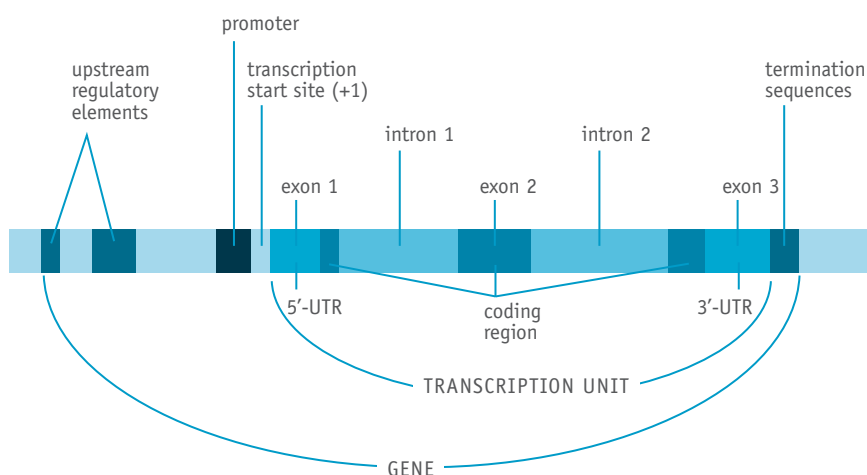 promoter
upstream
regulatory
elements
transcription
start site (+1)
termination
sequences
intron 1
intron 2
exon 1
exon 2
exon 3
5′-UTR
coding
region
3′-UTR
TRANSCRIPTION UNIT
GENE